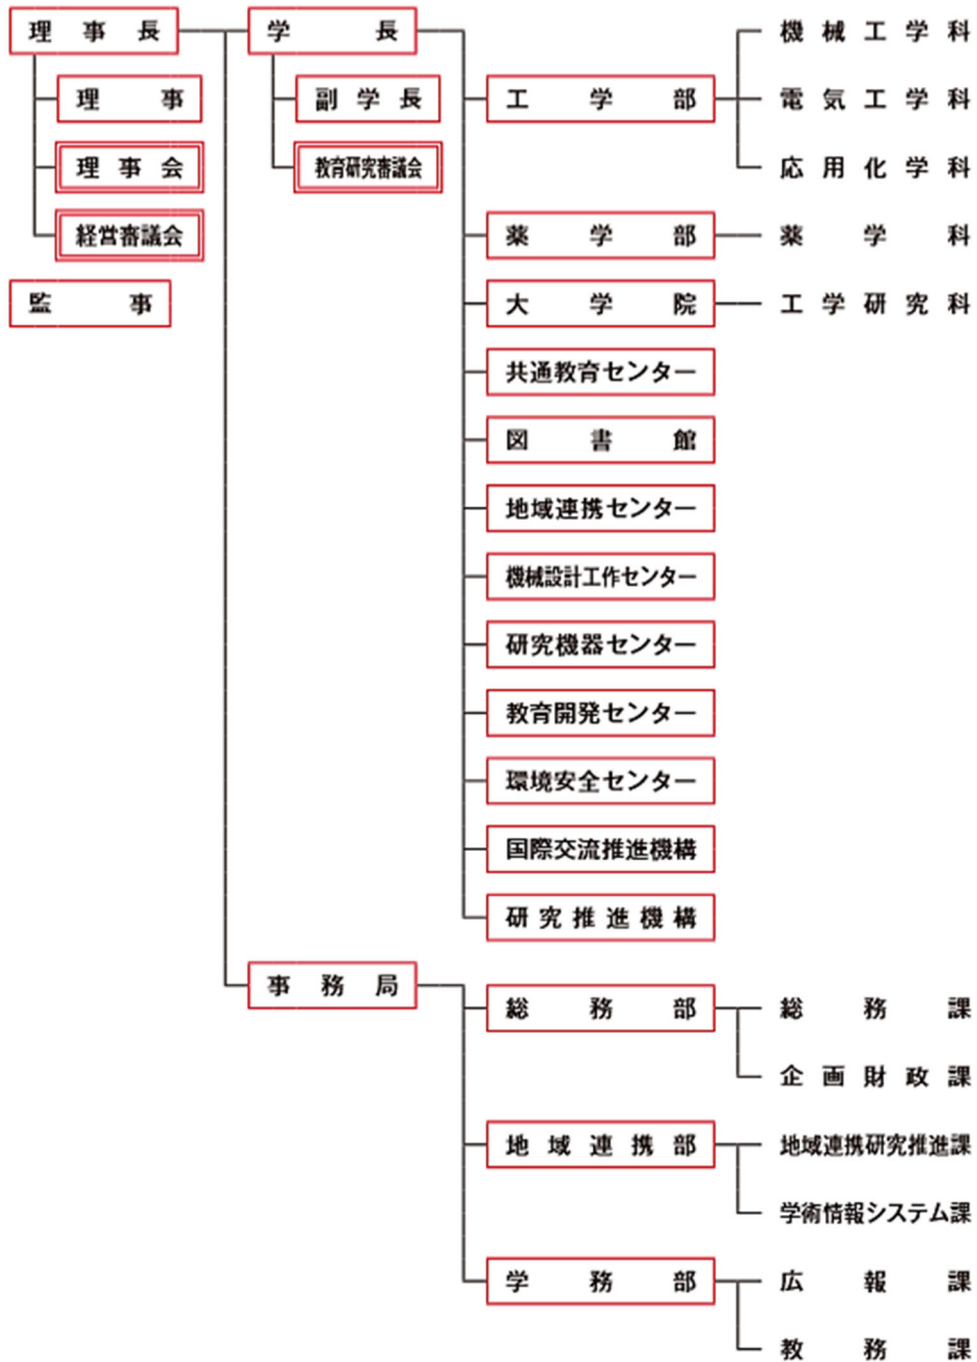 理事長
理事
理事会
経営審議会
監事
学長
副学長
教育研究審議会
工学部
機械工学科
電気工学科
応用化学科
薬学部
薬学科
大学院
工学研究科
共通教育センター
図書館
地域連携センター
機械設計工作センター
研究機器センター
教育開発センター
環境安全センター
国際交流推進機構
研究推進機構
事務局
総務部
総務課
企画財政課
地域連携部
地域連携研究推進課
学術情報システム課
学務部
広報課
教務課